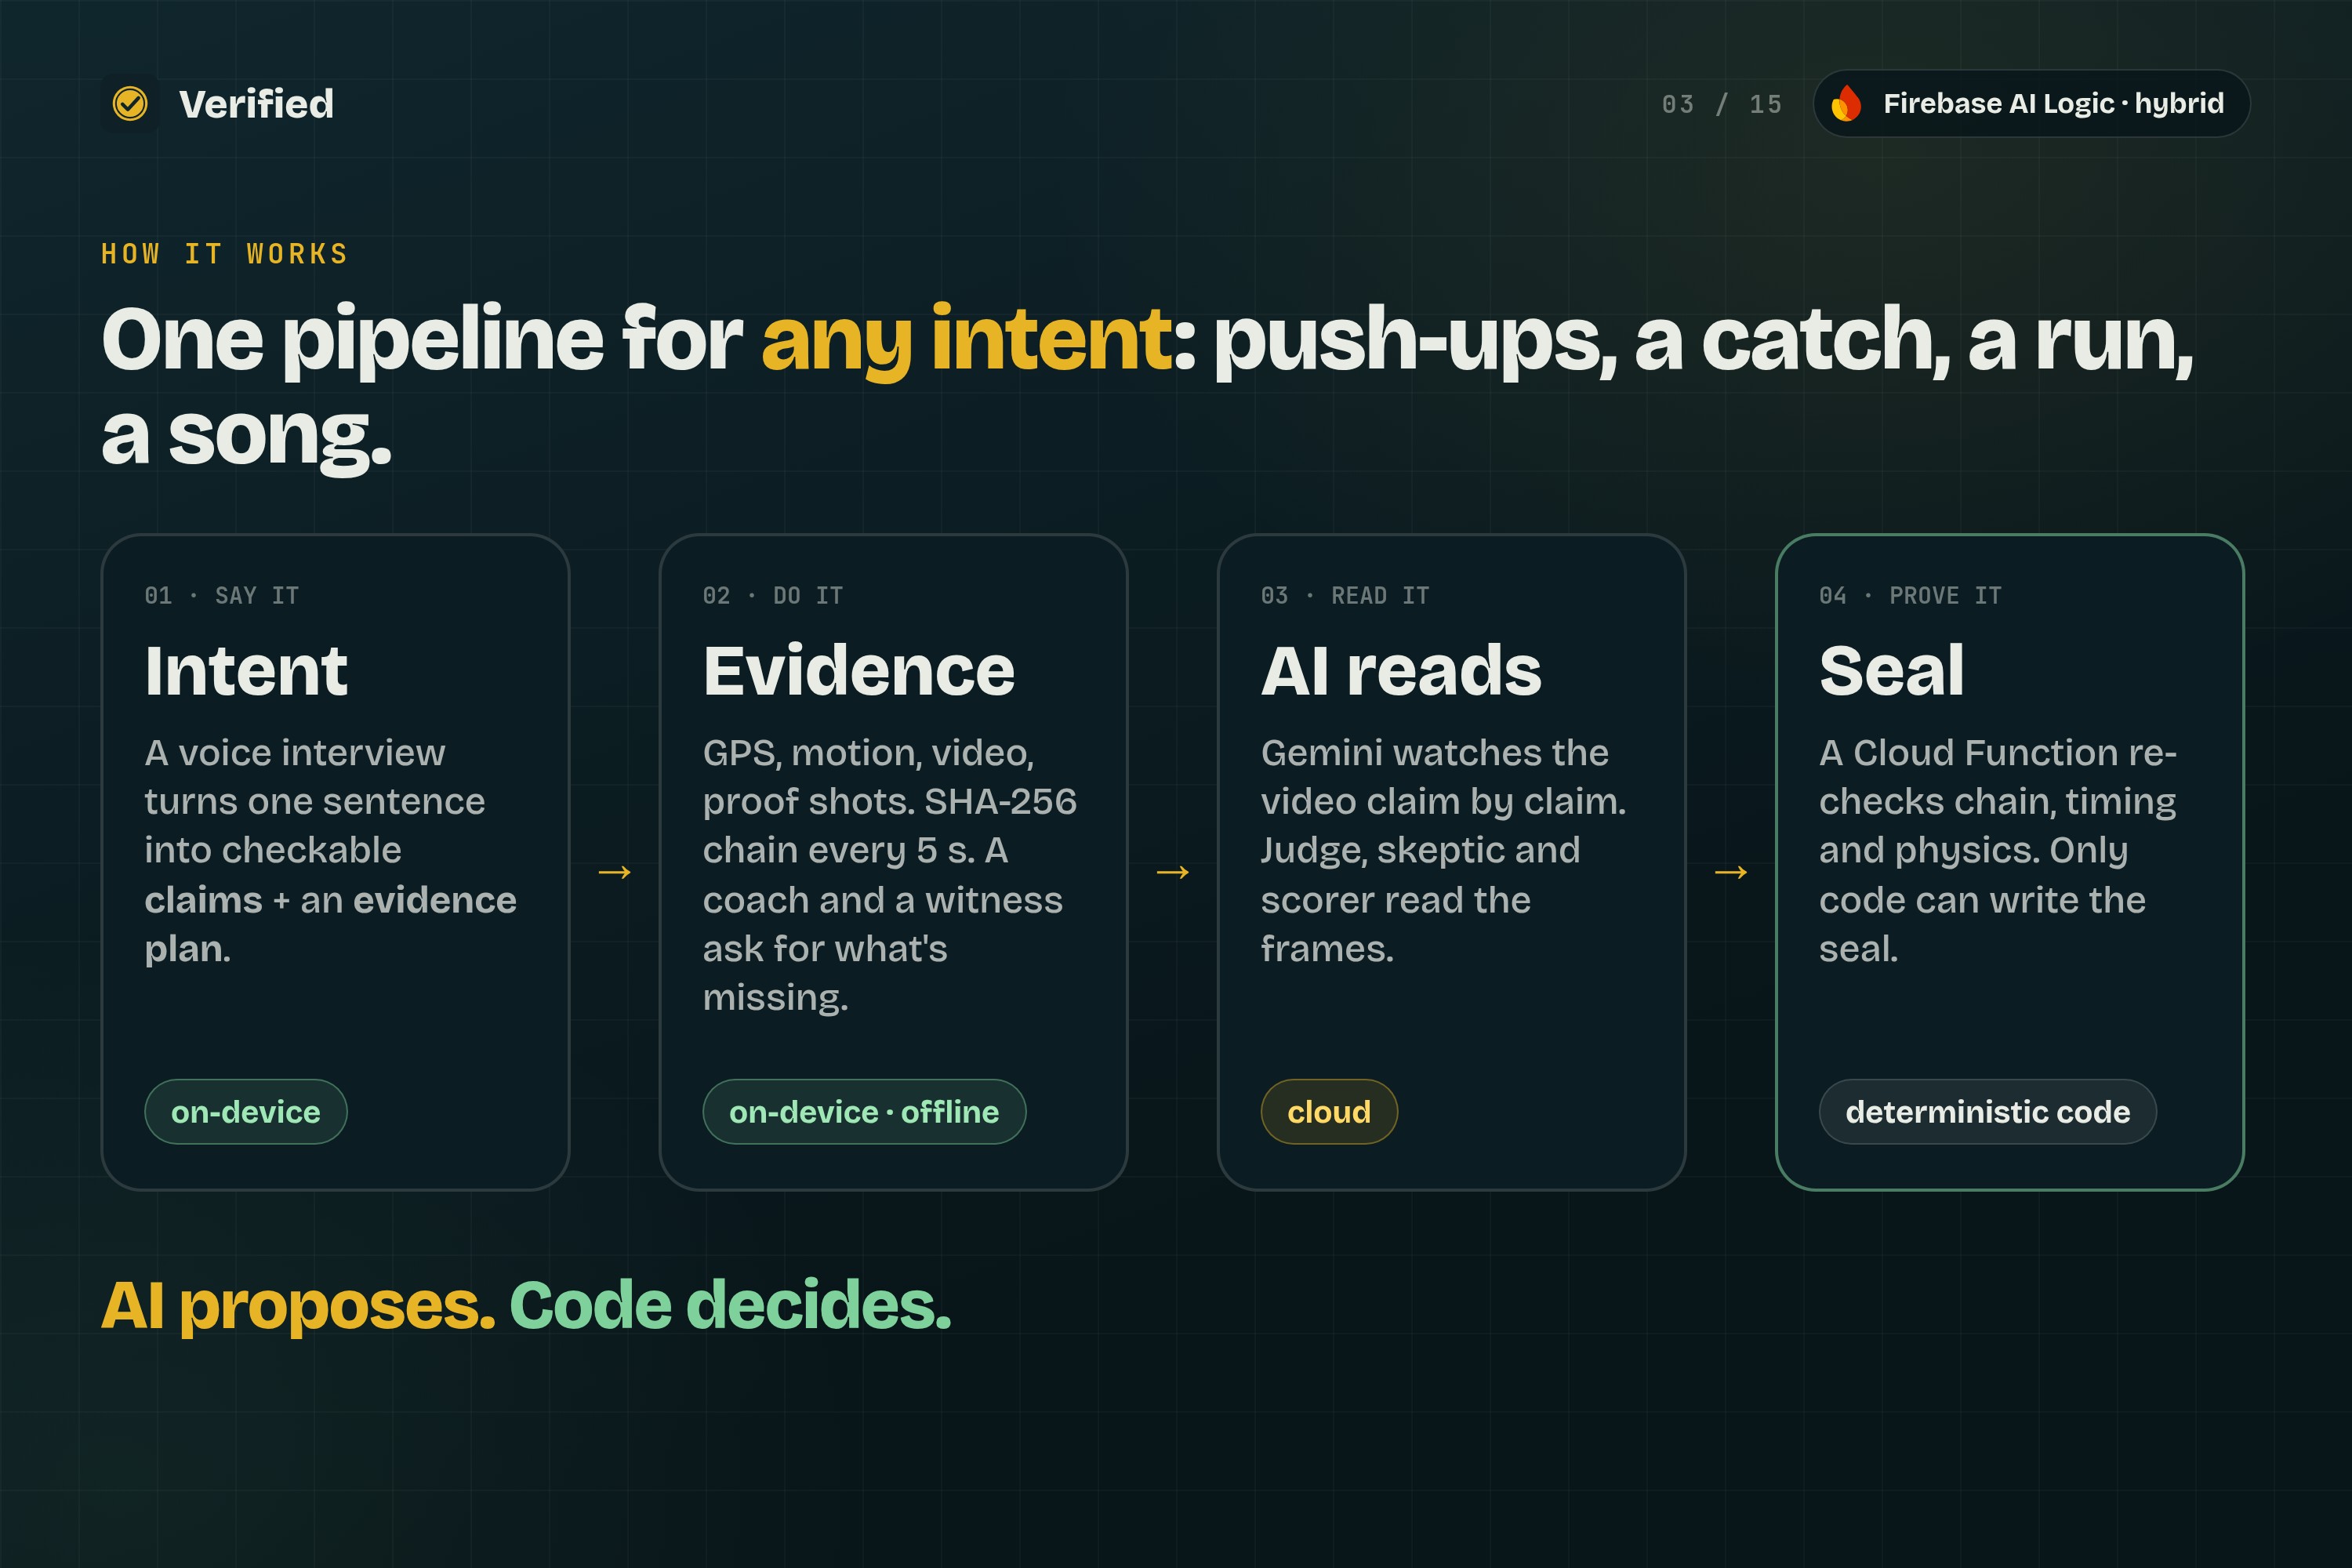 Verified
03 / 15
Firebase AI Logic · hybrid
HOW IT WORKS
One pipeline for any intent: push-ups, a catch, a run,
a song.
01 · SAY IT
Intent
A voice interview
turns one sentence
into checkable
claims + an evidence
plan.
on-device
→
02 · DO IT
Evidence
GPS, motion, video,
proof shots. SHA-256
chain every 5 s. A
coach and a witness
ask for what's
missing.
on-device · offline
→
03 · READ IT
AI reads
Gemini watches the
video claim by claim.
Judge, skeptic and
scorer read the
frames.
cloud
→
04 · PROVE IT
Seal
A Cloud Function re-
checks chain, timing
and physics. Only
code can write the
seal.
deterministic code
AI proposes. Code decides.